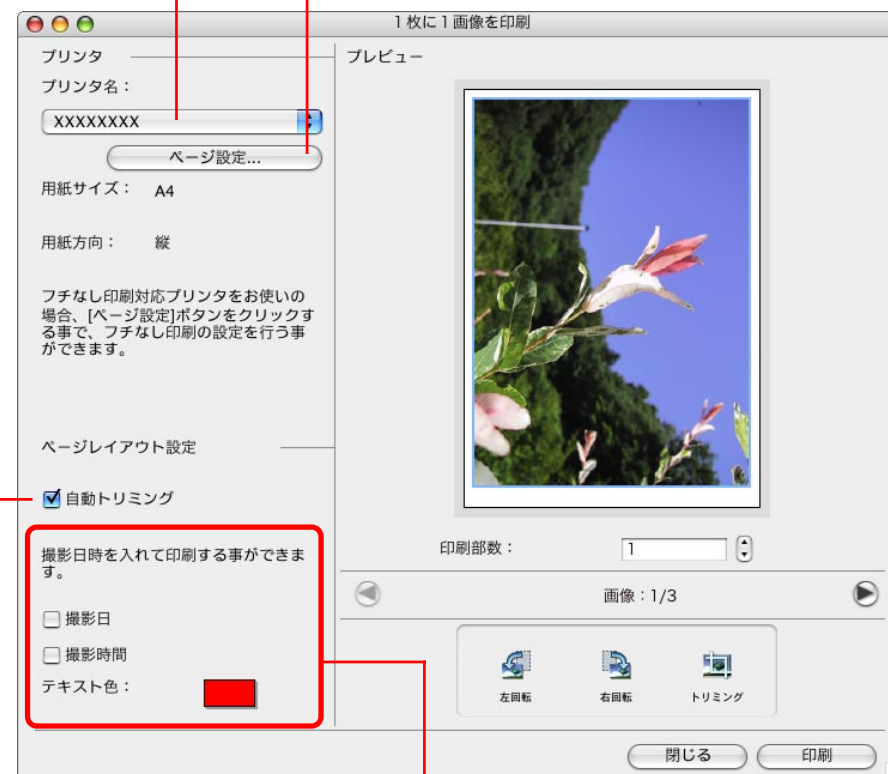 1 枚に 1 画像を印刷
プリンタ
プリンタ名：
XXXXXXXX
ページ設定...
用紙サイズ： A4
用紙方向： 縦
フチなし印刷対応プリンタをお使いの
場合、[ページ設定]ボタンをクリックす
る事で、フチなし印刷の設定を行う事
ができます。
ページレイアウト設定
自動トリミング
撮影日時を入れて印刷する事ができま
す。
撮影日
撮影時間
テキスト色：
プレビュー
印刷部数： 1
画像：1/3
左回転 右回転 トリミング
閉じる 印刷